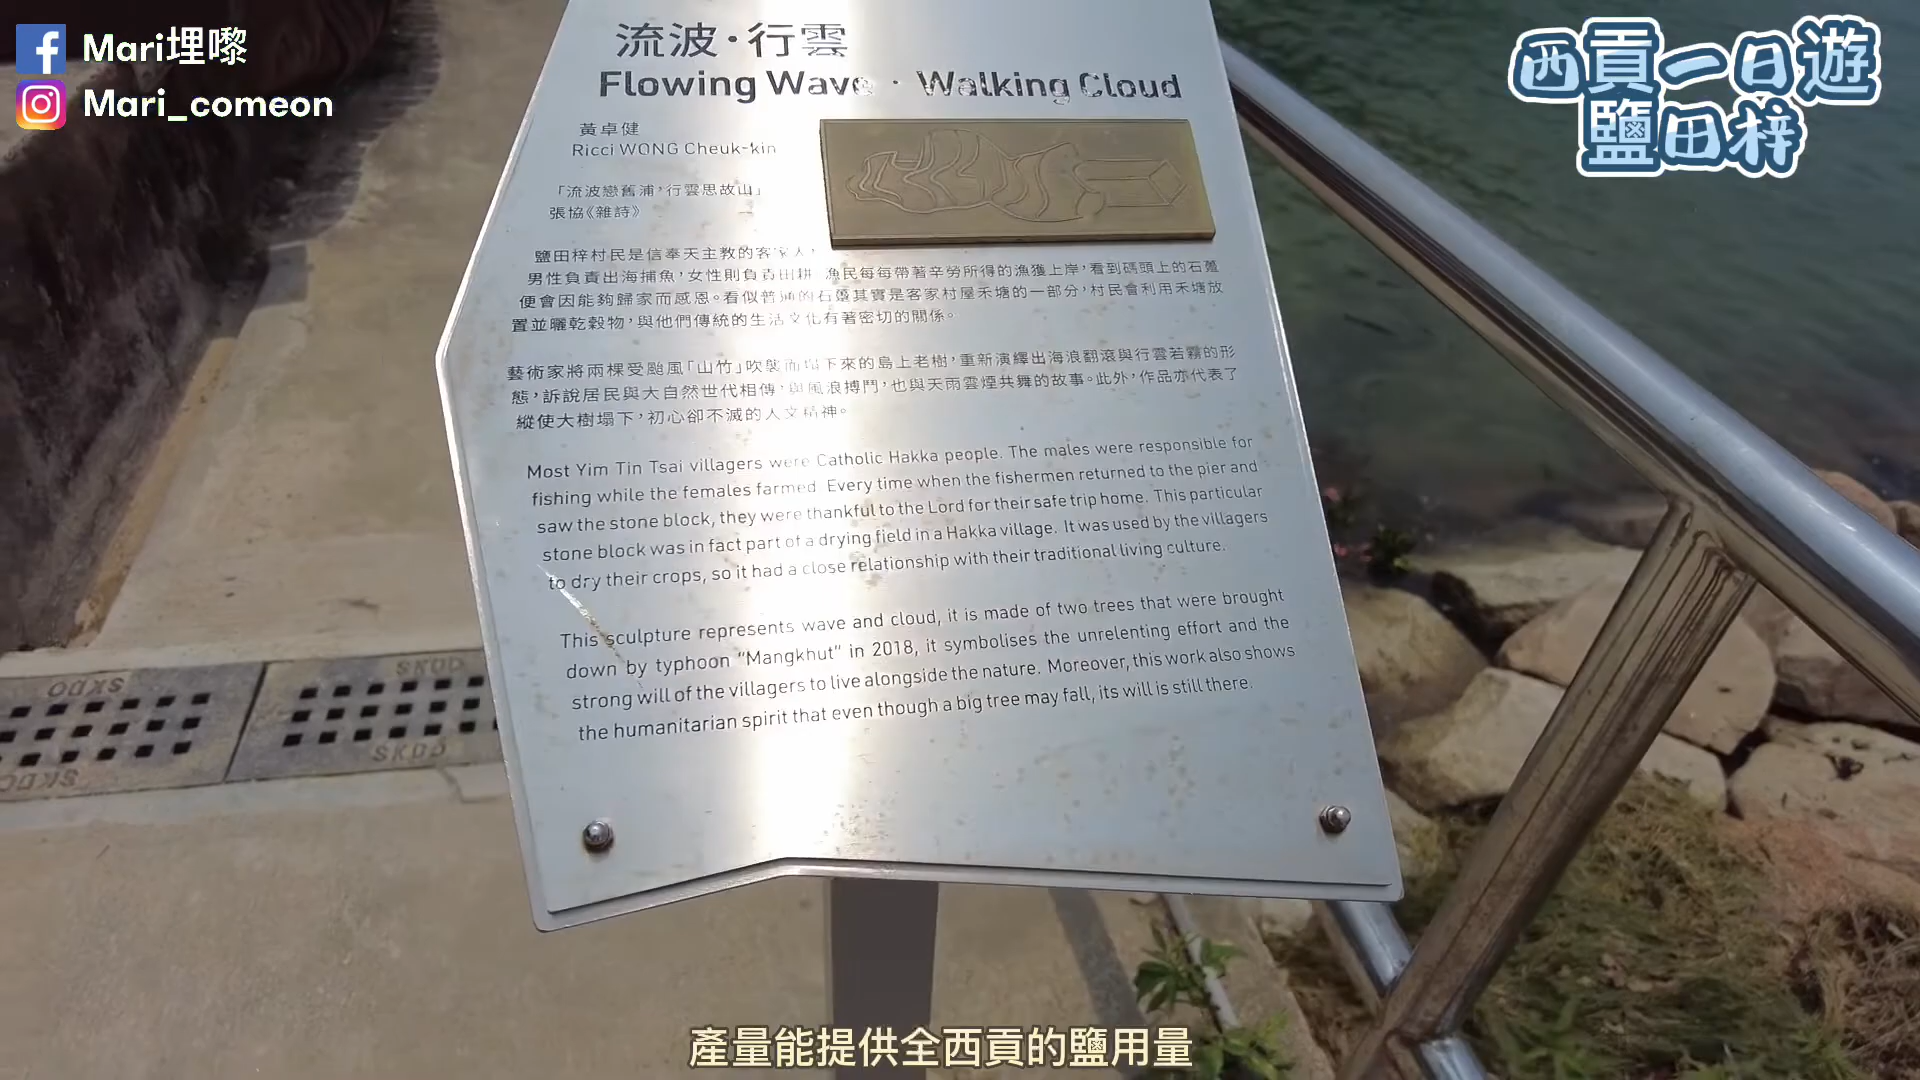 Mari埋嚟
Mari_comeon
西貢一日遊
鹽田梓
流波·行雲
Flowing Wave · Walking Cloud
黃卓健
Ricci WONG Cheuk-kin
「流波戀舊浦，行雲思故山」
張協《雜詩》
鹽田梓村民是信奉天主教的客家人，
男性負責出海捕魚，女性則負責田耕，漁民每每帶著辛勞所得的漁獲上岸，看到碼頭上的石躉
便會因能夠歸家而感恩。看似普通的石躉其實是客家村屋禾塘的一部分，村民會利用禾塘放
置並曬乾穀物，與他們傳統的生活文化有著密切的關係。
藝術家將兩棵受颱風「山竹」吹襲而塌下來的島上老樹，重新演繹出海浪翻滾與行雲若霧的形
態，訴說居民與大自然世代相傳，與風浪搏鬥，也與天雨雲煙共舞的故事。此外，作品亦代表了
縱使大樹塌下，初心卻不滅的人文精神。
Most Yim Tin Tsai villagers were Catholic Hakka people. The males were responsible for
fishing while the females farmed. Every time when the fishermen returned to the pier and
saw the stone block, they were thankful to the Lord for their safe trip home. This particular
stone block was in fact part of a drying field in a Hakka village. It was used by the villagers
to dry their crops, so it had a close relationship with their traditional living culture.
This sculpture represents wave and cloud, it is made of two trees that were brought
down by typhoon “Mangkhut” in 2018, it symbolises the unrelenting effort and the
strong will of the villagers to live alongside the nature. Moreover, this work also shows
the humanitarian spirit that even though a big tree may fall, its will is still there.
SKDO
SKDO
SKDO
SKDO
產量能提供全西貢的鹽用量